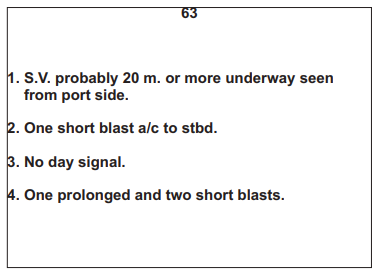 63
1. S.V. probably 20 m. or more underway seen
from port side.
2. One short blast a/c to stbd.
3. No day signal.
4. One prolonged and two short blasts.